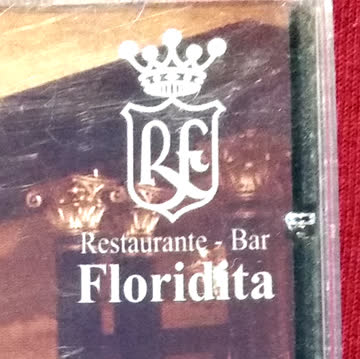 RF
Restaurante - Bar
Floridita